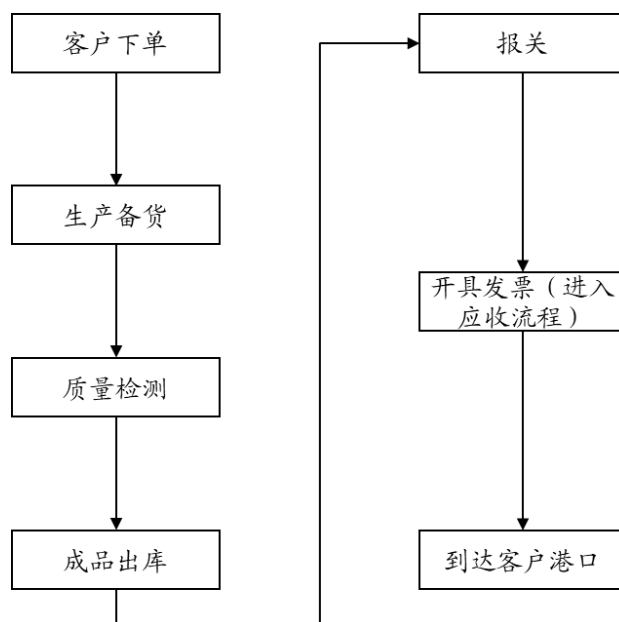 客户下单
生产备货
质量检测
成品出库
报关
开具发票（进入
应收流程）
到达客户港口